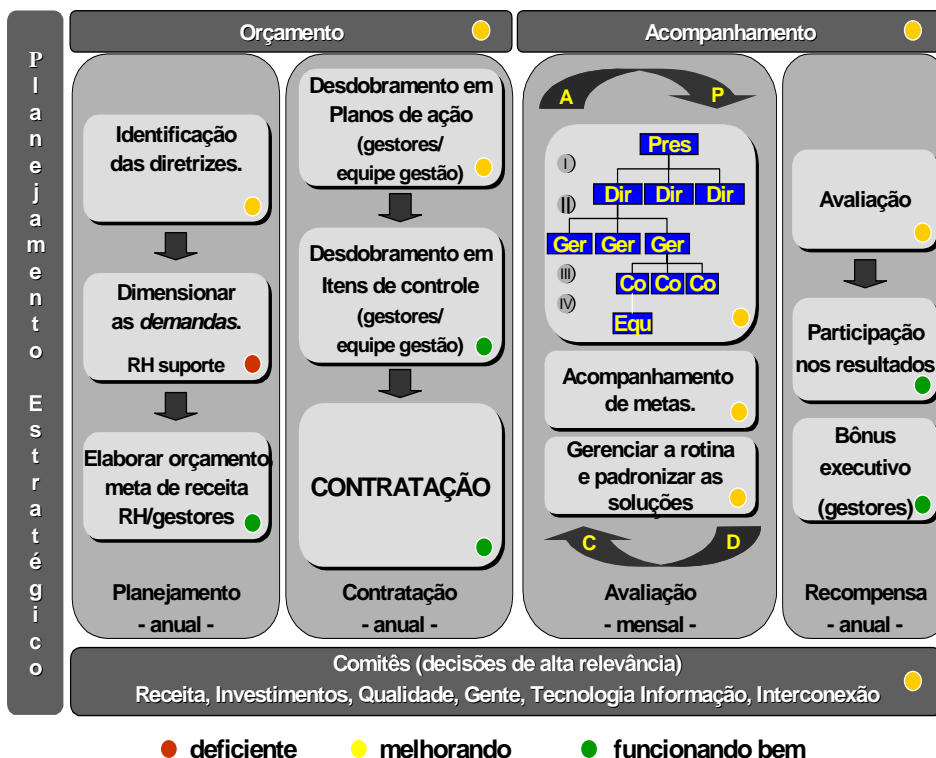 Planejamento Estratégico
Orçamento
Acompanhamento
Identificação
das diretrizes.
Dimensionar
as demandas.
RH suporte
Elaborar orçamento,
meta de receita
RH/gestores
Planejamento
- anual -
Desdobramento em
Planos de ação
(gestores/
equipe gestão)
Desdobramento em
Itens de controle
(gestores/
equipe gestão)
CONTRATAÇÃO
Contratação
- anual -
A
P
I)
Pres
II)
Dir Dir Dir
Ger Ger Ger
III
Co Co Co
IV)
Equ
Acompanhamento
de metas.
Gerenciar a rotina
e padronizar as
soluções
C
D
Avaliação
- mensal -
Avaliação
Participação
nos resultados
Bônus
executivo
(gestores)
Recompensa
- anual -
Comitês (decisões de alta relevância)
Receita, Investimentos, Qualidade, Gente, Tecnologia Informação, Interconexão
deficiente
melhorando
funcionando bem